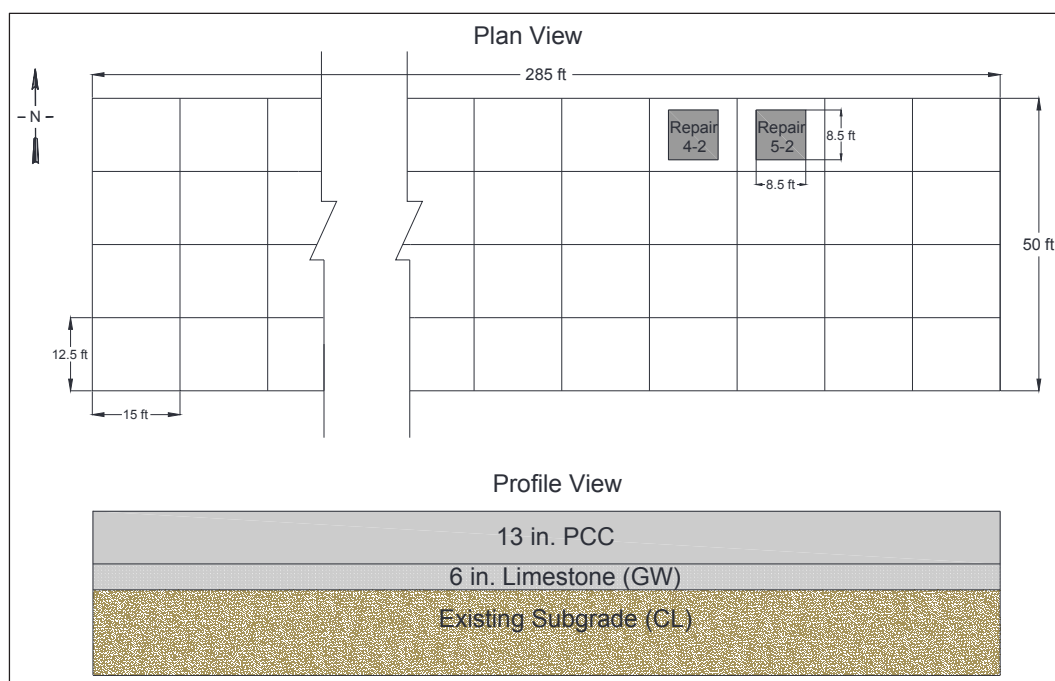 Plan View
285 ft
N
Repair
4-2
Repair
5-2
8.5 ft
8.5 ft
50 ft
12.5 ft
15 ft
Profile View
13 in. PCC
6 in. Limestone (GW)
Existing Subgrade (CL)